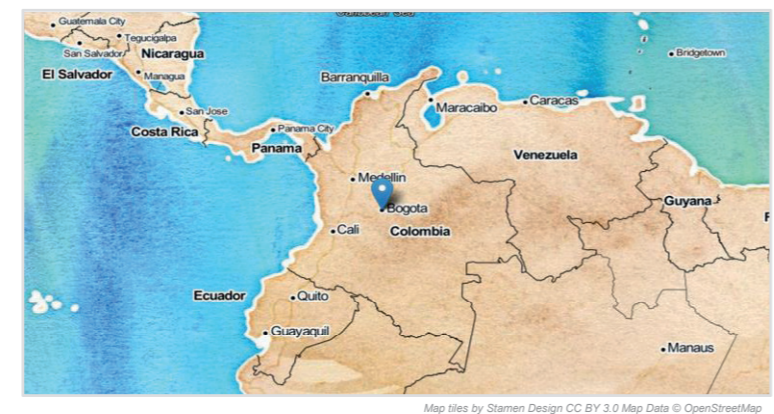 Caribbean Sea
Guatemala City
Tegucigalpa
San Salvador
Nicaragua
Bridgetown
El Salvador
Managua
Barranquilla
Maracaibo
Caracas
San Jose
Costa Rica
Panama City
Panama
Venezuela
Medellin
Guyana
Bogota
F
Cali
Colombia
Ecuador
Quito
Guayaquil
Manaus
Map tiles by Stamen Design CC BY 3.0 Map Data © OpenStreetMap